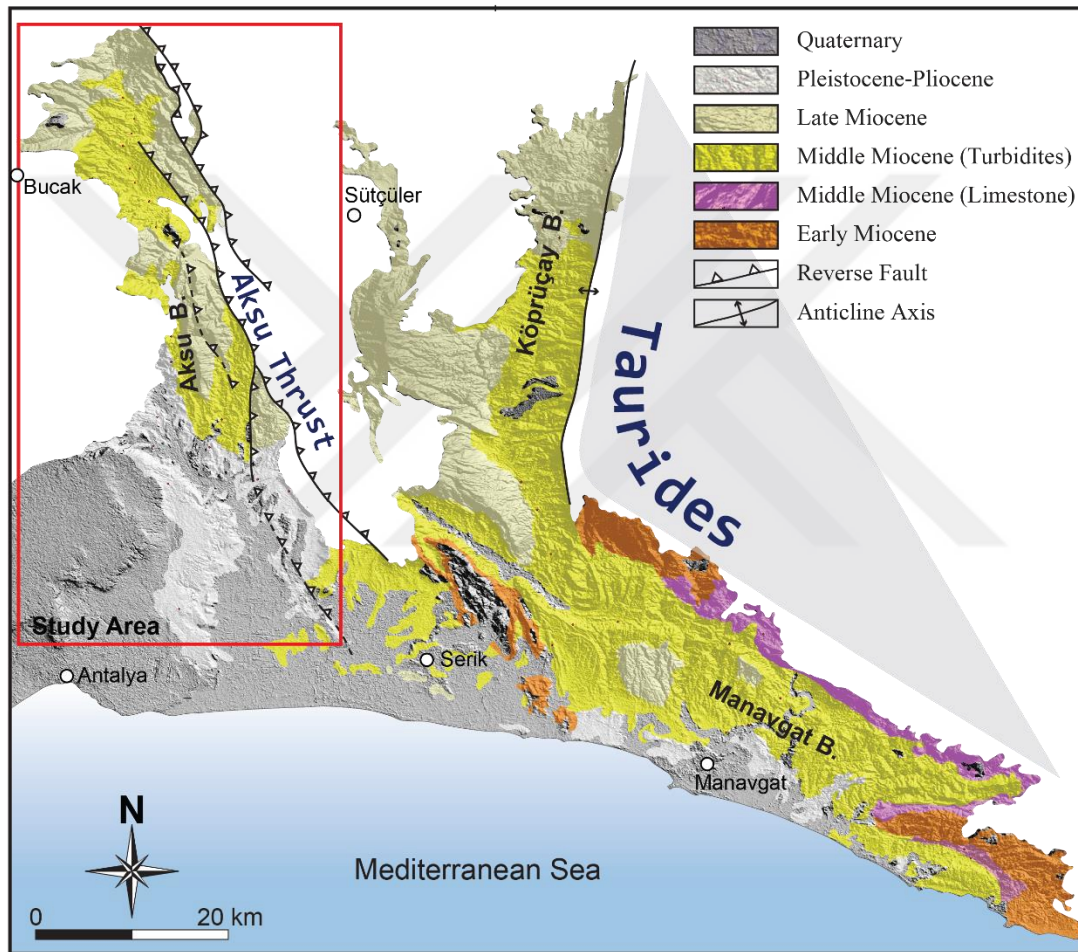 Quaternary
Pleistocene-Pliocene
Late Miocene
Middle Miocene (Turbidites)
Middle Miocene (Limestone)
Early Miocene
Reverse Fault
Anticline Axis
Bucak
Sütçüler
Aksu B.
Aksu Thrust
Köprüçay B.
Taurides
Study Area
Antalya
Serik
Manavgat B.
Manavgat
N
Mediterranean Sea
0 20 km